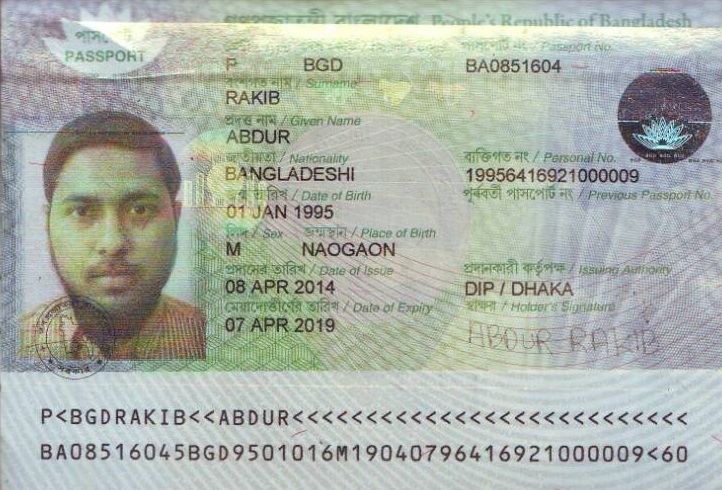 গণপ্রজাতন্ত্রী বাংলাদেশ People's Republic of Bangladesh
পাসপোর্ট
PASSPORT
পাসপোর্ট নং / Passport No.
P BGD BA0851604
বংশগত নাম / Surname
RAKIB
প্রদত্ত নাম / Given Name
ABDUR
জাতীয়তা / Nationality ব্যক্তিগত নং / Personal No.
BANGLADESHI 19956416921000009
জন্ম তারিখ / Date of Birth পূর্ববর্তী পাসপোর্ট নং / Previous Passport No.
01 JAN 1995
লিঙ্গ / Sex জন্মস্থান / Place of Birth
M NAOGAON
প্রদানের তারিখ / Date of Issue প্রদানকারী কর্তৃপক্ষ / Issuing Authority
08 APR 2014 DIP / DHAKA
মেয়াদোত্তীর্ণের তারিখ / Date of Expiry স্বাক্ষর / Holder's Signature
07 APR 2019 ABDUR RAKIB
P<BGDRAKIB<<ABDUR<<<<<<<<<<<<<<<<<<<<<<<<<<<
BA08516045BGD9501016M19040796416921000009<60